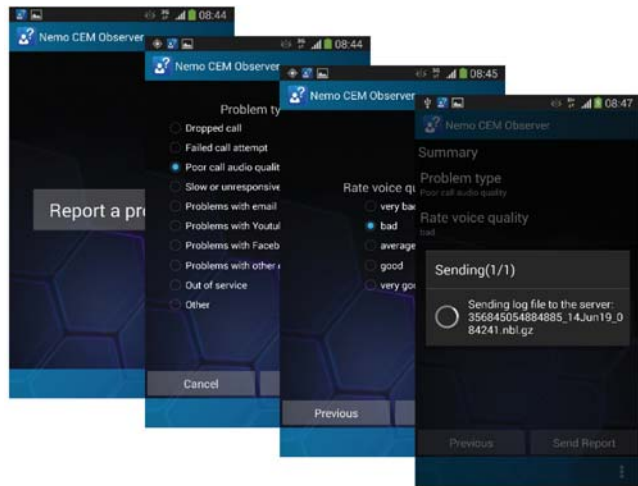 08:44
Nemo CEM Observer
Report a pr
08:44
Nemo CEM Observer
Problem ty
Dropped call
Failed call attempt
Poor call audio qualit
Slow or unresponsive
Problems with email
Problems with Youtu
Problems with Faceb
Problems with other
Out of service
Other
Cancel
08:45
Nemo CEM Observer
Rate voice qu
very ba
bad
average
good
very go
Previous
08:47
Nemo CEM Observer
Summary
Problem type
Poor call audio quality
Rate voice quality
bad
Sending(1/1)
Sending log file to the server:
356845054884885_14Jun19_0
84241.nbl.gz
Previous Send Report